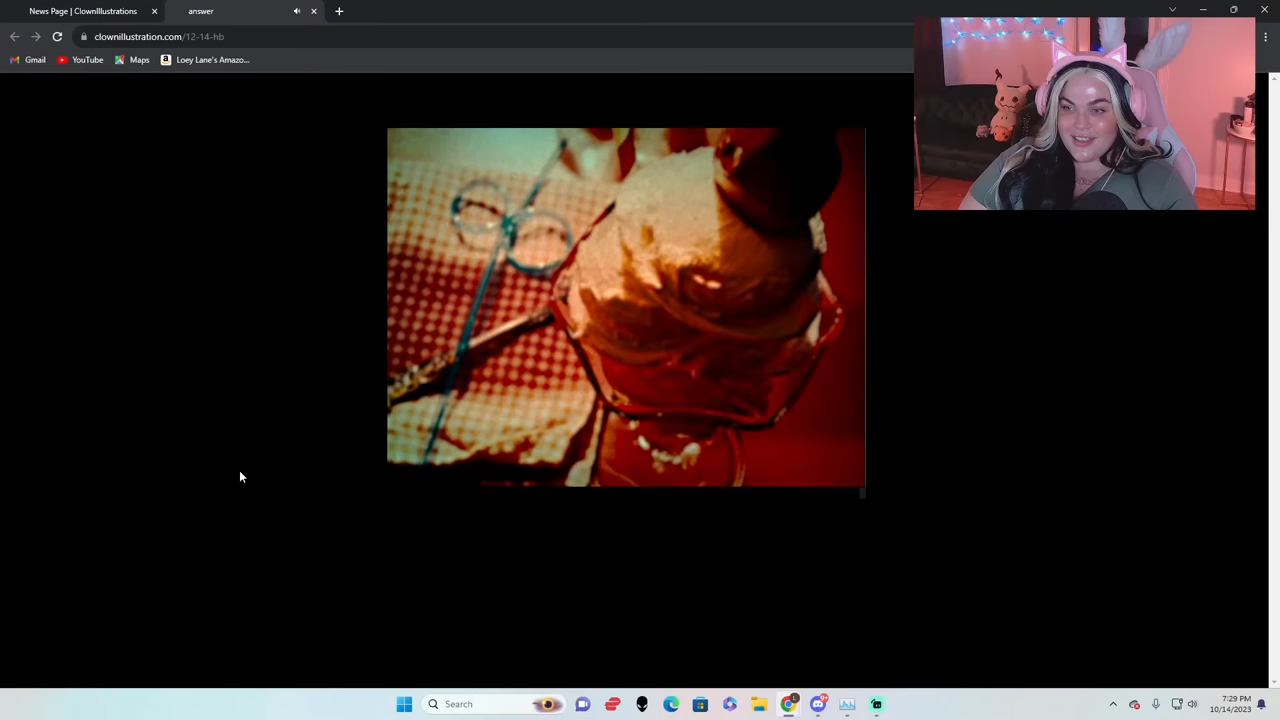 News Page | ClownIllustrations
answer
clownillustration.com/12-14-hb
Gmail
YouTube
Maps
Loey Lane's Amazo...
Search
L
9+
7:29 PM
10/14/2023